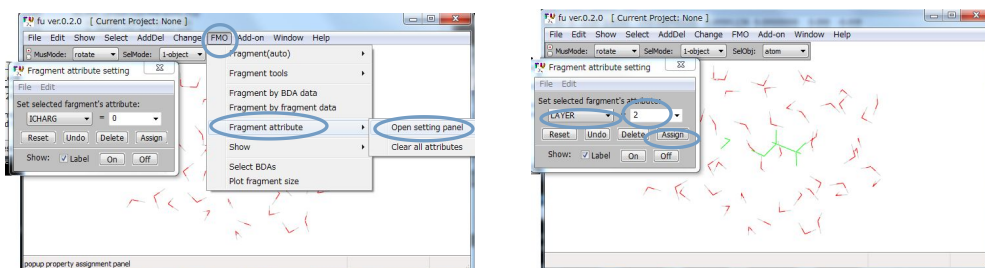 fu ver.0.2.0 [ Current Project: None ]
File Edit Show Select AddDel Change FMO Add-on Window Help
MusMode: rotate SelMode: 1-object
Fragment(auto)
Fragment tools
Fragment by BDA data
Fragment by fragment data
Fragment attribute
Show
Select BDAs
Plot fragment size
Open setting panel
Clear all attributes
Fragment attribute setting
File Edit
Set selected fargment's attribute:
ICHARG = 0
Reset Undo Delete Assign
Show: Label On Off
popup property assignment panel
fu ver.0.2.0 [ Current Project: None ]
File Edit Show Select AddDel Change FMO Add-on Window Help
MusMode: rotate SelMode: 1-object SelObj: atom
Fragment attribute setting
File Edit
Set selected fargment's attribute:
LAYER = 2
Reset Undo Delete Assign
Show: Label On Off